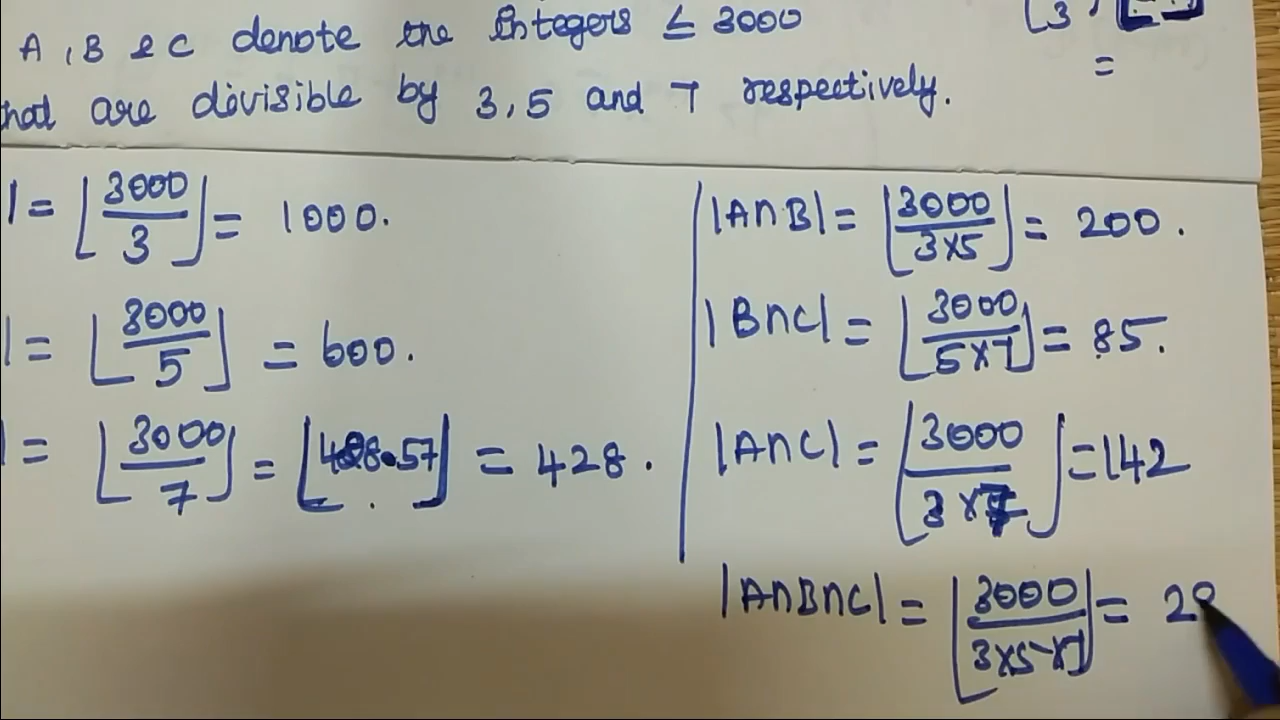 A, B & C denote the Integers ≤ 3000
that are divisible by 3, 5 and 7 respectively.
| = ⌊3000/3⌋ = 1000.
| = ⌊3000/5⌋ = 600.
| = ⌊3000/7⌋ = ⌊428.57⌋ = 428.
|A∩B| = ⌊3000/3×5⌋ = 200.
|B∩C| = ⌊3000/5×7⌋ = 85.
|A∩C| = ⌊3000/3×7⌋ = 142
|A∩B∩C| = ⌊3000/3×5×7⌋ = 28
⌊3,
=